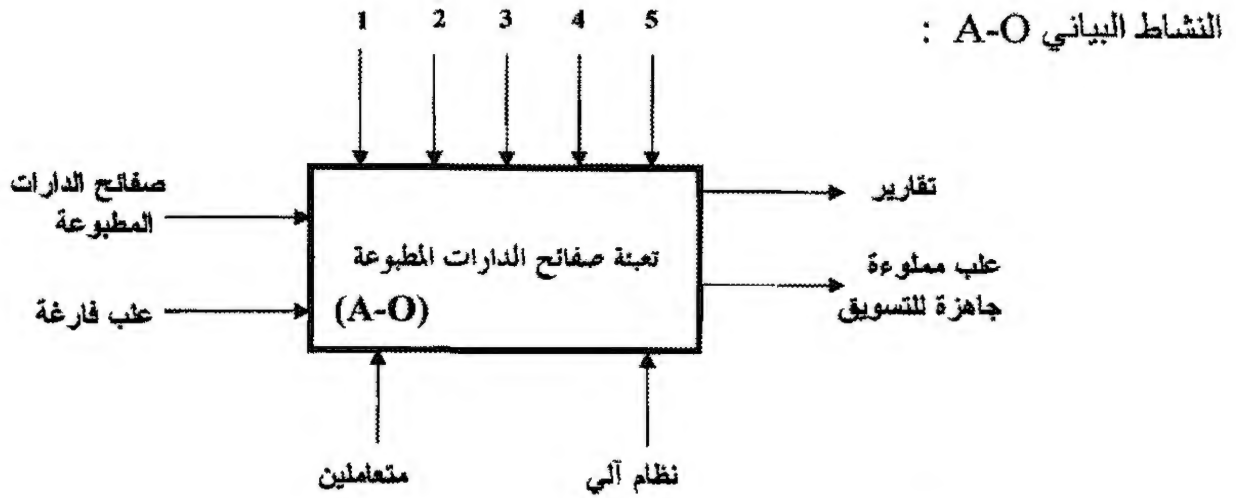 النشاط البياني A-O :
1 2 3 4 5
صفائح الدارات
المطبوعة
علب فارغة
تعبئة صفائح الدارات المطبوعة
(A-O)
تقارير
علب مملوءة
جاهزة للتسويق
متعاملين
نظام آلي